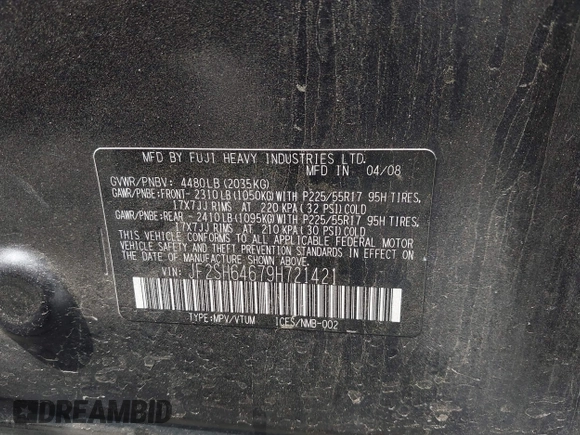 MFD BY FUJI HEAVY INDUSTRIES LTD.
MFD IN 04/08
GVWR/PNBV: 4480LB(2035KG)
GAWR/PNBE:FRONT- 2310LB(1050KG)WITH P225/55R17 95H TIRES,
17X7JJ RIMS AT 220 KPA( 32 PSI)COLD
GAWR/PNBE:REAR - 2410LB(1095KG)WITH P225/55R17 95H TIRES,
17X7JJ RIMS AT 210 KPA( 30 PSI)COLD
THIS VEHICLE CONFORMS TO ALL APPLICABLE FEDERAL MOTOR
VEHICLE SAFETY AND THEFT PREVENTION STANDARDS IN EFFECT
ON THE DATE OF MANUFACTURE SHOWN ABOVE.
VIN: JF2SH64679H721421
TYPE:MPV/VTUM ICES/NMB-002
DREAMBID